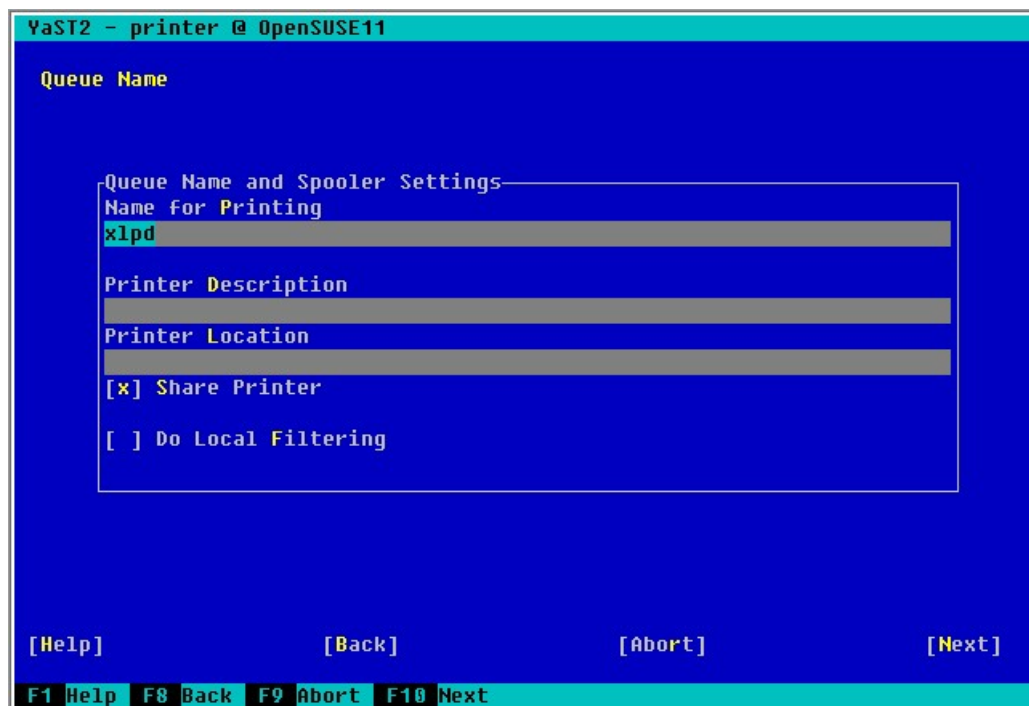 YaST2 - printer @ OpenSUSE11
Queue Name
Queue Name and Spooler Settings
Name for Printing
xlpd
Printer Description
Printer Location
[x] Share Printer
[ ] Do Local Filtering
[Help] [Back] [Abort] [Next]
F1 Help F8 Back F9 Abort F10 Next